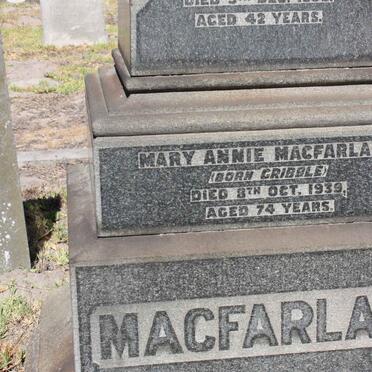 AGED 42 YEARS.
MARY ANNIE MACFARLA
(BORN GRIBBLE)
DIED 8TH OCT. 1939,
AGED 74 YEARS.
MACFARLA